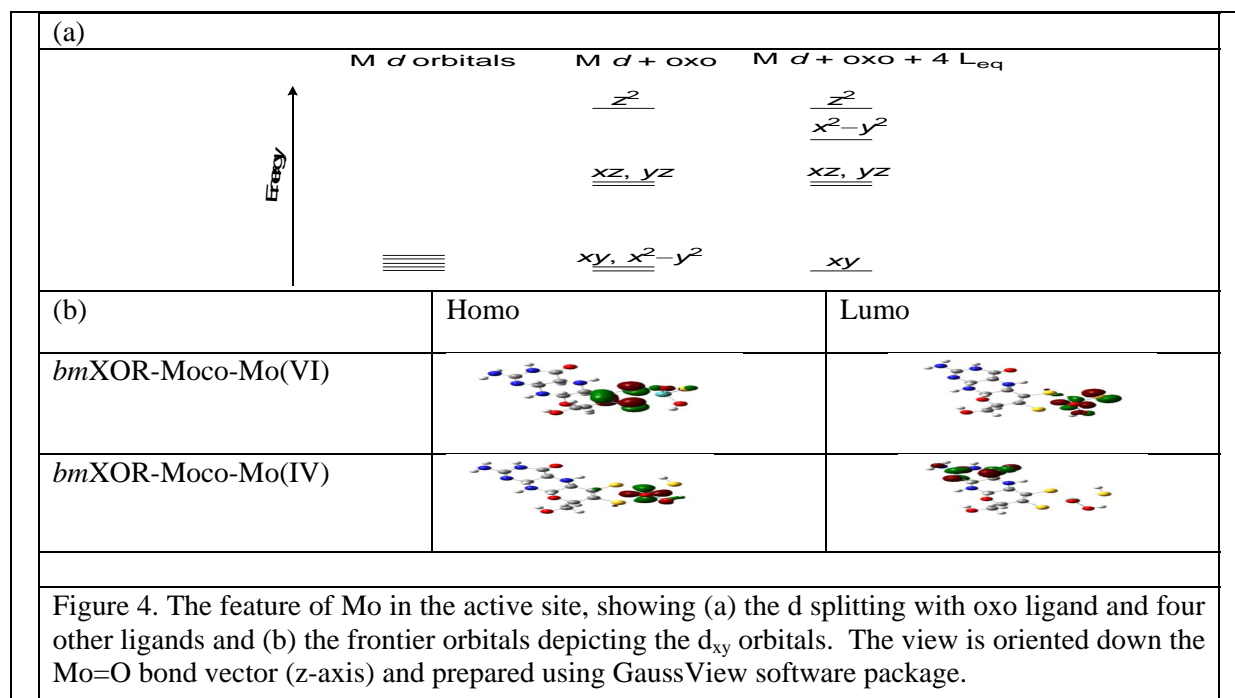 (a)
M d orbitals M d + oxo M d + oxo + 4 Leq
z2 z2
x2–y2
xz, yz xz, yz
xy, x2–y2 xy
(b) Homo Lumo
bmXOR-Moco-Mo(VI)
bmXOR-Moco-Mo(IV)
Figure 4. The feature of Mo in the active site, showing (a) the d splitting with oxo ligand and four
other ligands and (b) the frontier orbitals depicting the dxy orbitals. The view is oriented down the
Mo=O bond vector (z-axis) and prepared using GaussView software package.